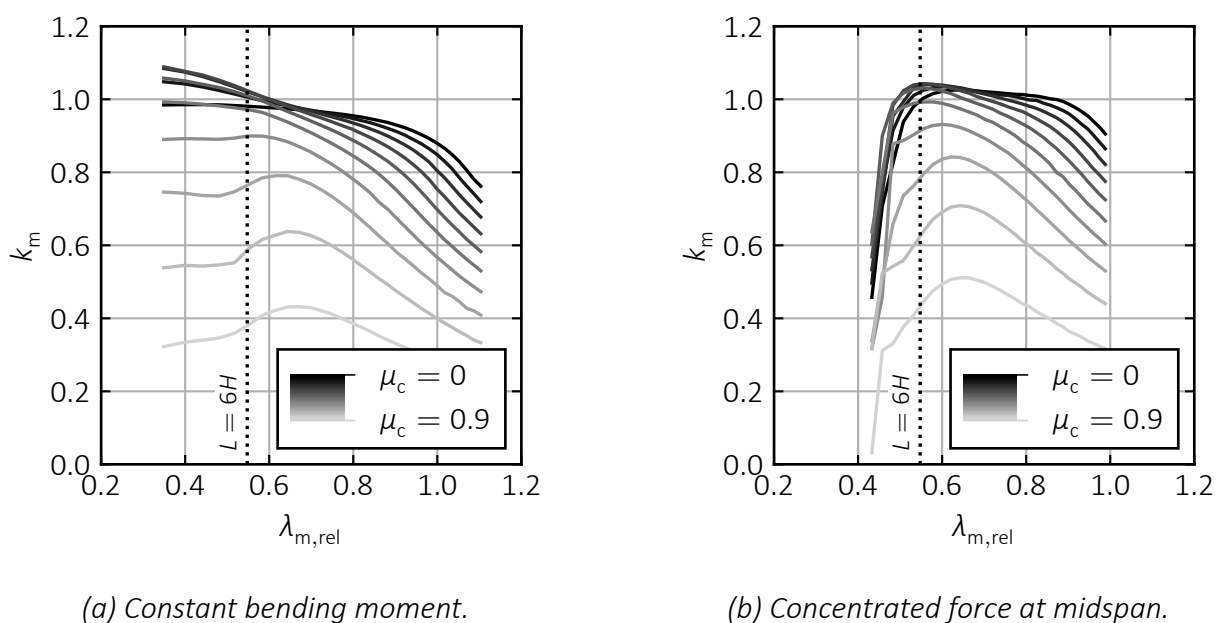 1.2
1.0
0.8
0.6
0.4
0.2
0.0
k_m
0.2 0.4 0.6 0.8 1.0 1.2
λ_m,rel
L = 6H
μ_c = 0
μ_c = 0.9
(a) Constant bending moment.
1.2
1.0
0.8
0.6
0.4
0.2
0.0
k_m
0.2 0.4 0.6 0.8 1.0 1.2
λ_m,rel
L = 6H
μ_c = 0
μ_c = 0.9
(b) Concentrated force at midspan.